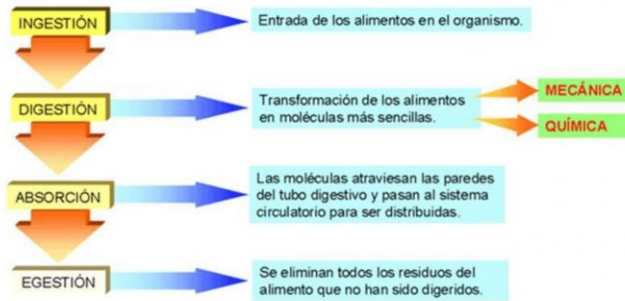 INGESTIÓN
Entrada de los alimentos en el organismo.
DIGESTIÓN
Transformación de los alimentos
en moléculas más sencillas.
MECÁNICA
QUÍMICA
ABSORCIÓN
Las moléculas atraviesan las paredes
del tubo digestivo y pasan al sistema
circulatorio para ser distribuidas.
EGESTIÓN
Se eliminan todos los residuos del
alimento que no han sido digeridos.